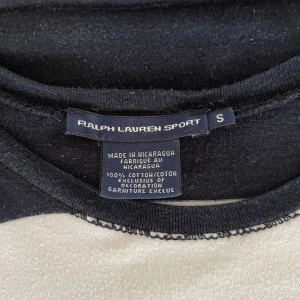 RALPH LAUREN SPORT
S
MADE IN NICARAGUA
FABRIQUE AU
NICARAGUA
100% COTTON/COTON
EXCLUSIVE OF
DECORATION
GARNITURE EXCLUE